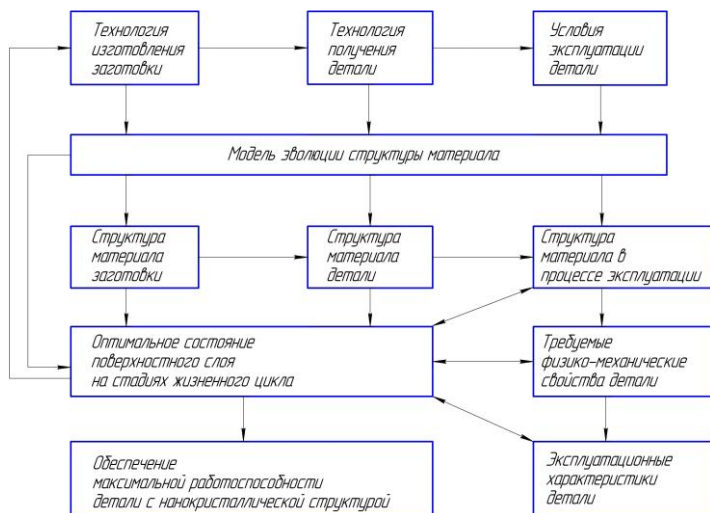 Технология
изготовления
заготовки
Технология
получения
детали
Условия
эксплуатации
детали
Модель эволюции структуры материала
Структура
материала
заготовки
Структура
материала
детали
Структура
материала в
процессе эксплуатации
Оптимальное состояние
поверхностного слоя
на стадиях жизненного цикла
Требуемые
физико-механические
свойства детали
Обеспечение
максимальной работоспособности
детали с нанокристаллической структурой
Эксплуатационные
характеристики
детали